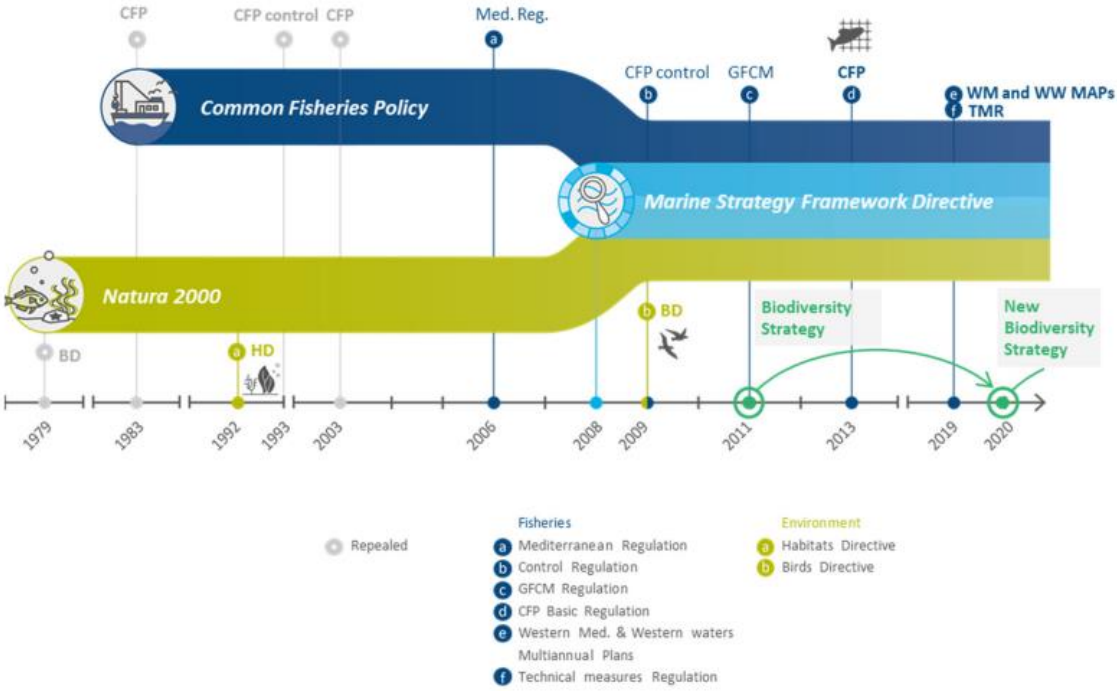 CFP
CFP control
CFP
Med. Reg.
CFP control
GFCM
CFP
e WM and WW MAPs
f TMR
a
b
c
d
Common Fisheries Policy
Marine Strategy Framework Directive
Natura 2000
BD
a HD
b BD
Biodiversity
Strategy
New
Biodiversity
Strategy
1979
1983
1992
1993
2003
2006
2008
2009
2011
2013
2019
2020
Repealed
Fisheries
a Mediterranean Regulation
b Control Regulation
c GFCM Regulation
d CFP Basic Regulation
e Western Med. & Western waters
Multiannual Plans
f Technical measures Regulation
Environment
a Habitats Directive
b Birds Directive